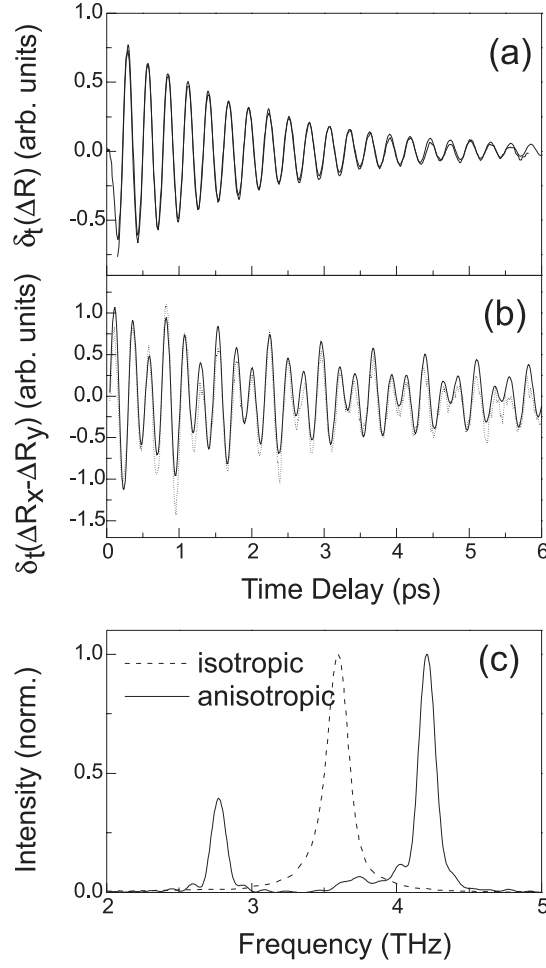 (a)
δt(ΔR) (arb. units)
1.0
0.5
0.0
-0.5
(b)
δt(ΔRx-ΔRy) (arb. units)
1.0
0.5
0.0
-0.5
-1.0
-1.5
0 1 2 3 4 5 6
Time Delay (ps)
(c)
isotropic
anisotropic
Intensity (norm.)
1.0
0.5
0.0
2 3 4 5
Frequency (THz)